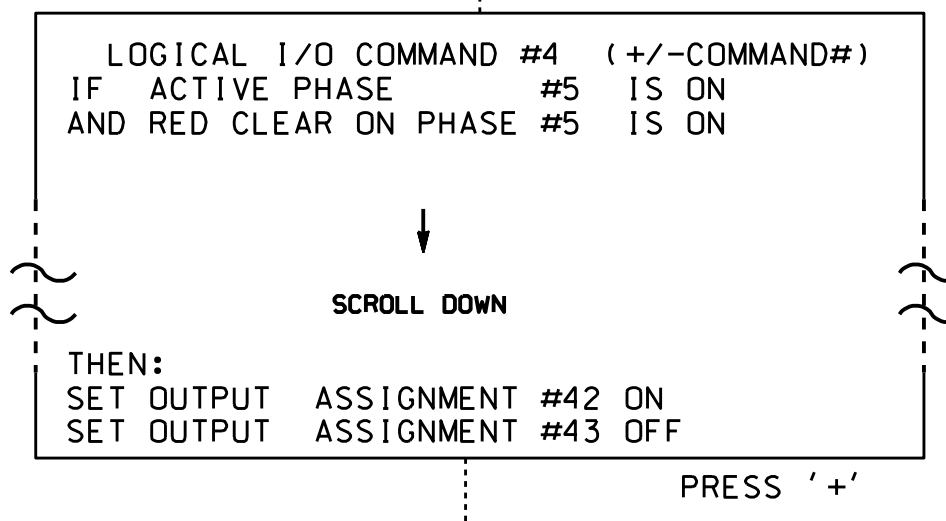 LOGICAL I/O COMMAND #4 (+/-COMMAND#)
IF ACTIVE PHASE #5 IS ON
AND RED CLEAR ON PHASE #5 IS ON
SCROLL DOWN
THEN:
SET OUTPUT ASSIGNMENT #42 ON
SET OUTPUT ASSIGNMENT #43 OFF
PRESS '+'